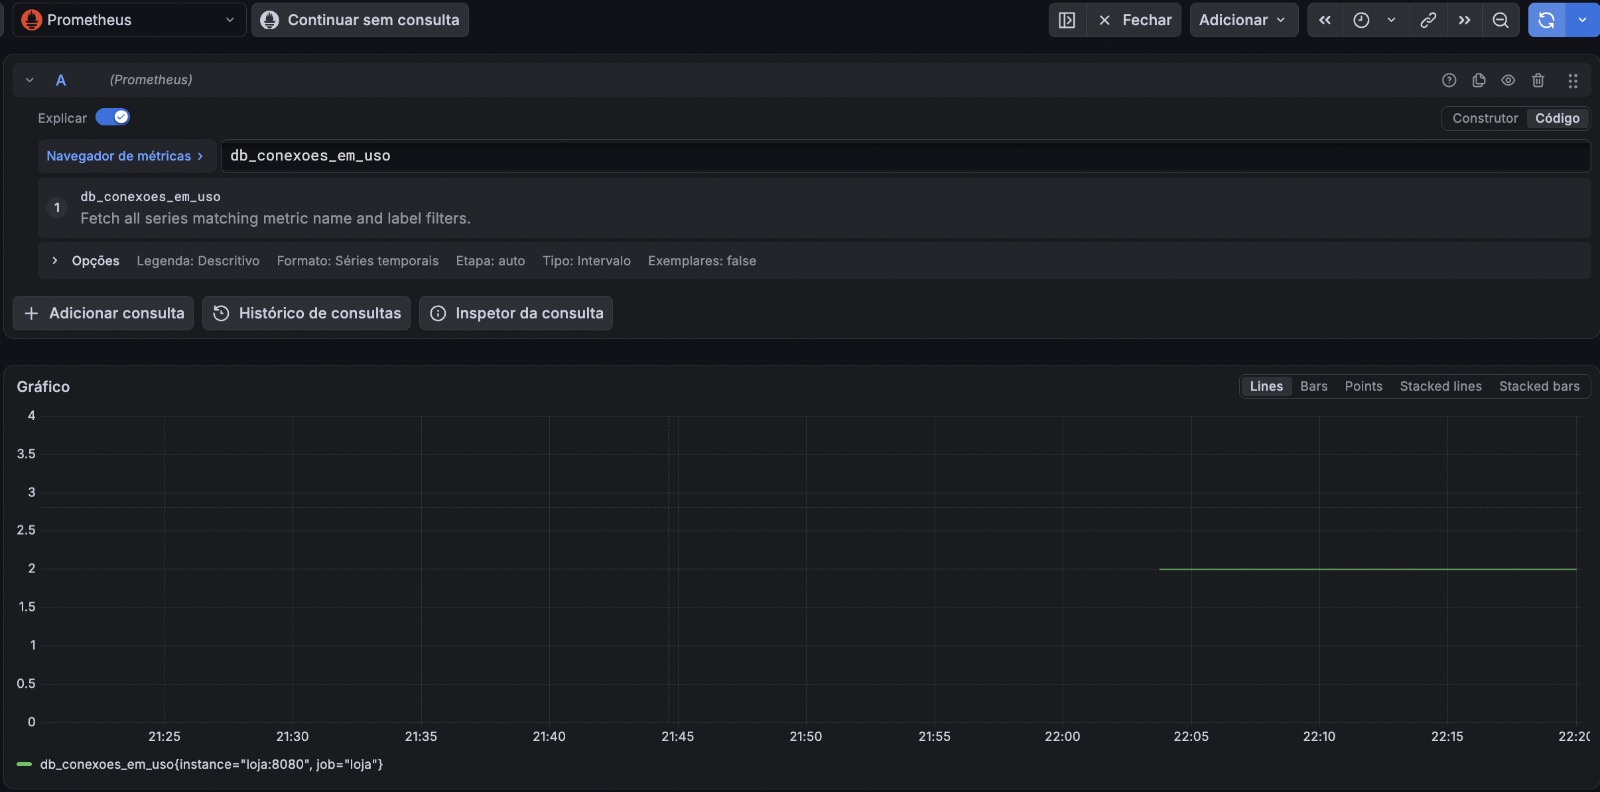 Prometheus Continuar sem consulta Fechar Adicionar
A (Prometheus)
Explicar Construtor Código
Navegador de métricas db_conexoes_em_uso
1 db_conexoes_em_uso
Fetch all series matching metric name and label filters.
Opções Legenda: Descritivo Formato: Séries temporais Etapa: auto Tipo: Intervalo Exemplares: false
Adicionar consulta Histórico de consultas Inspetor da consulta
Gráfico Lines Bars Points Stacked lines Stacked bars
4
3.5
3
2.5
2
1.5
1
0.5
0
21:25 21:30 21:35 21:40 21:45 21:50 21:55 22:00 22:05 22:10 22:15 22:20
db_conexoes_em_uso{instance="loja:8080", job="loja"}